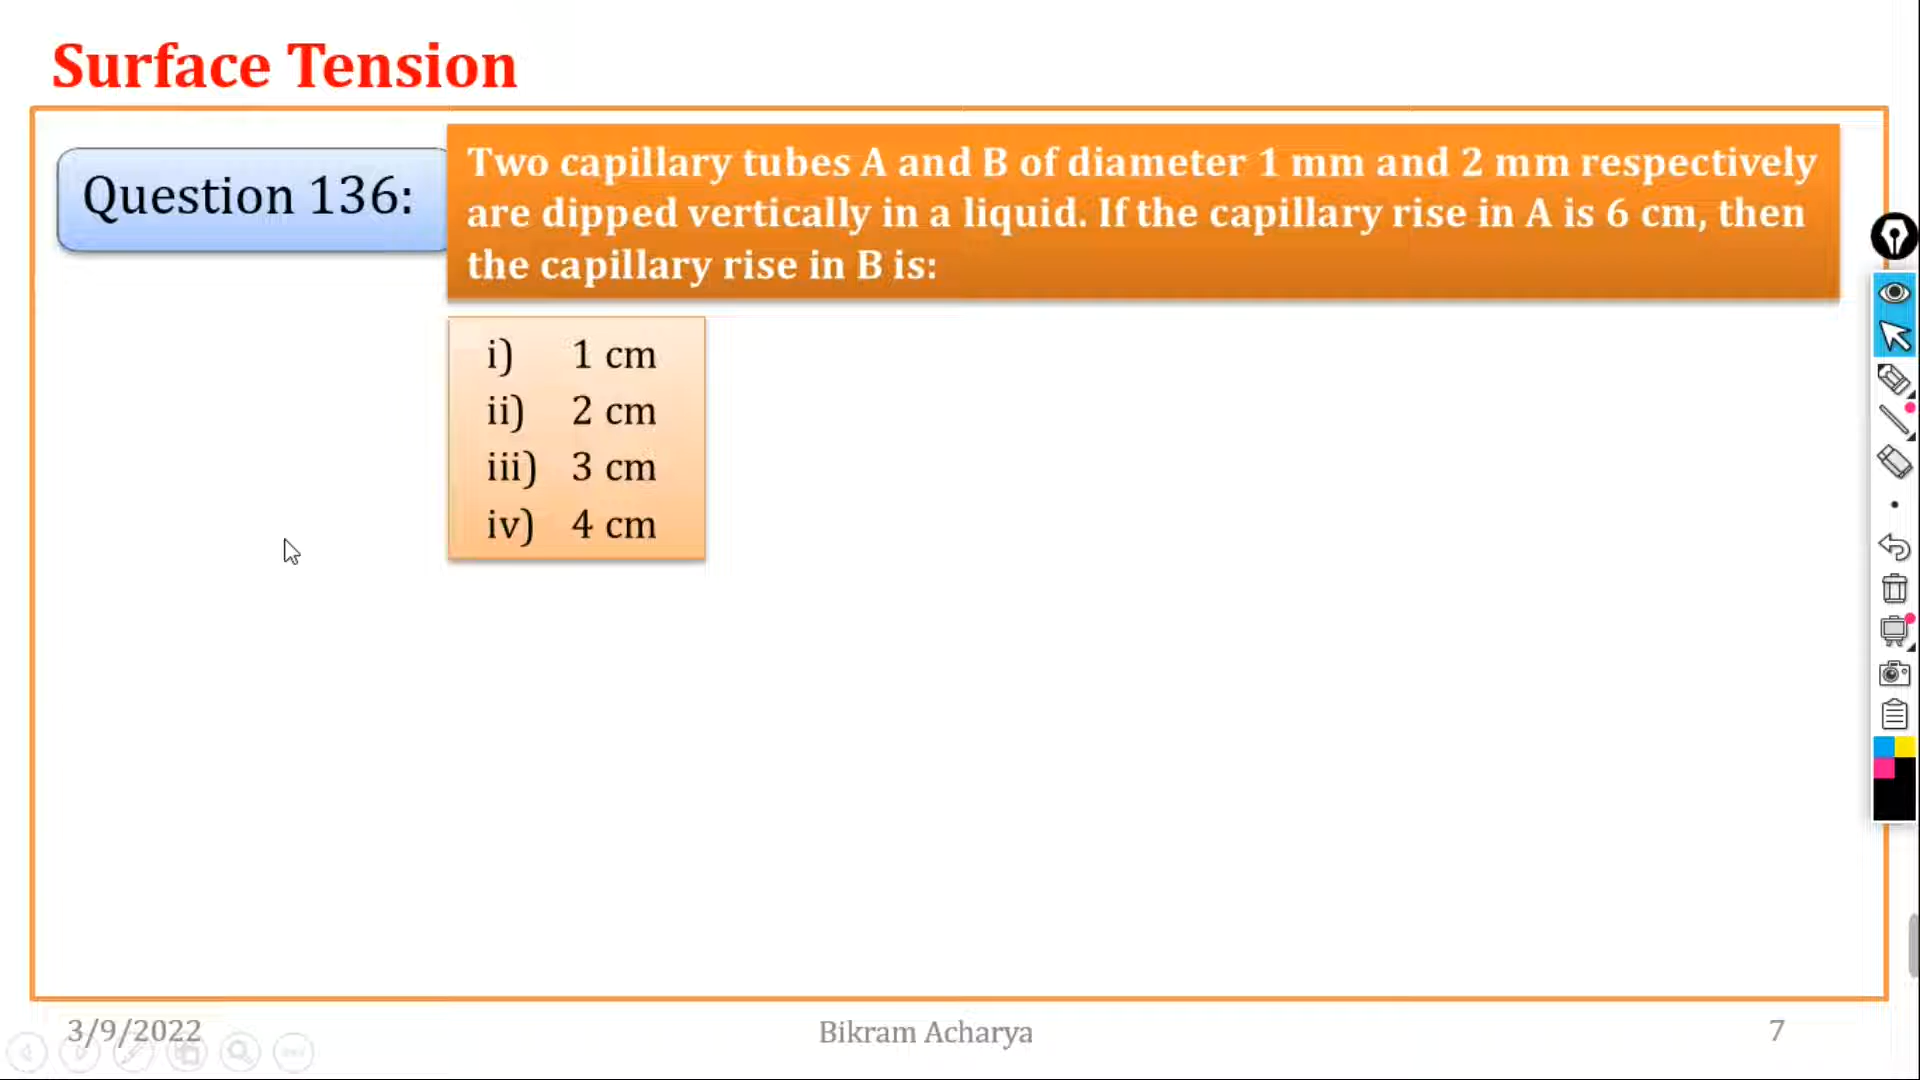 Surface Tension
Question 136:
Two capillary tubes A and B of diameter 1 mm and 2 mm respectively
are dipped vertically in a liquid. If the capillary rise in A is 6 cm, then
the capillary rise in B is:
i) 1 cm
ii) 2 cm
iii) 3 cm
iv) 4 cm
3/9/2022
Bikram Acharya
7